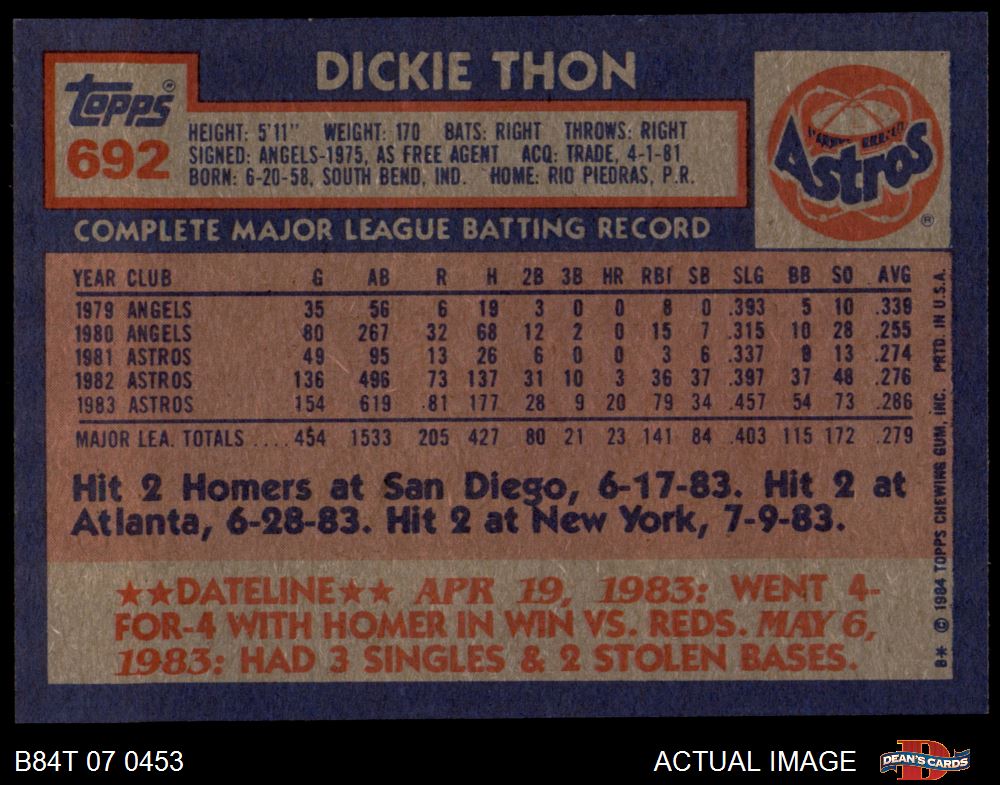 DICKIE THON
Topps®
692
HEIGHT: 5'11" WEIGHT: 170 BATS: RIGHT THROWS: RIGHT
SIGNED: ANGELS-1975, AS FREE AGENT ACQ: TRADE, 4-1-81
BORN: 6-20-58, SOUTH BEND, IND. HOME: RIO PIEDRAS, P.R.
Astros
®
COMPLETE MAJOR LEAGUE BATTING RECORD
YEAR CLUB G AB R H 2B 3B HR RBI SB SLG BB SO AVG
1979 ANGELS 35 56 6 19 3 0 0 8 0 .393 5 10 .339
1980 ANGELS 80 267 32 68 12 2 0 15 7 .315 10 28 .255
1981 ASTROS 49 95 13 26 6 0 0 3 6 .337 9 13 .274
1982 ASTROS 136 496 73 137 31 10 3 36 37 .397 37 48 .276
1983 ASTROS 154 619 .81 177 28 9 20 79 34 .457 54 73 .286
MAJOR LEA. TOTALS ....454 1533 205 427 80 21 23 141 84 .403 115 172 .279
Hit 2 Homers at San Diego, 6-17-83. Hit 2 at
Atlanta, 6-28-83. Hit 2 at New York, 7-9-83.
★★DATELINE★★ APR 19, 1983: WENT 4-
FOR-4 WITH HOMER IN WIN VS. REDS. MAY 6,
1983: HAD 3 SINGLES & 2 STOLEN BASES.
B* © 1984 TOPPS CHEWING GUM, INC. PRTD. IN U.S.A.
B84T 07 0453
ACTUAL IMAGE
DEAN'S CARDS